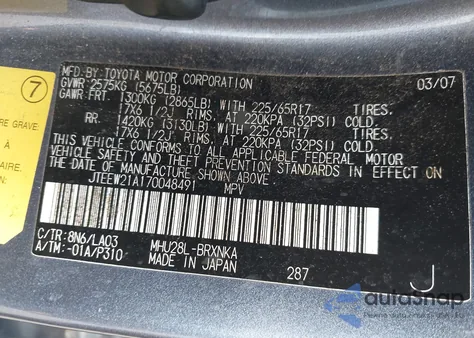 MFD. BY: TOYOTA MOTOR CORPORATION 03/07
GVWR 2575KG (5675LB)
GAWR FRT. 1300KG (2865LB) WITH 225/65R17 TIRES.
17X6 1/2J RIMS, AT 220KPA (32PSI) COLD.
RR. 1420KG (3130LB) WITH 225/65R17 TIRES.
17X6 1/2J RIMS, AT 220KPA (32PSI) COLD.
THIS VEHICLE CONFORMS TO ALL APPLICABLE FEDERAL MOTOR
VEHICLE SAFETY AND THEFT PREVENTION STANDARDS IN EFFECT
ON THE DATE OF MANUFACTURE SHOWN ABOVE.
JTEEW21A170048491 MPV
C/TR: 8N6/LA03 MHU28L-BRXNKA
A/TM: -01A/P310 MADE IN JAPAN 287 J
7
RE GRAVE
AIRE.
autosnap